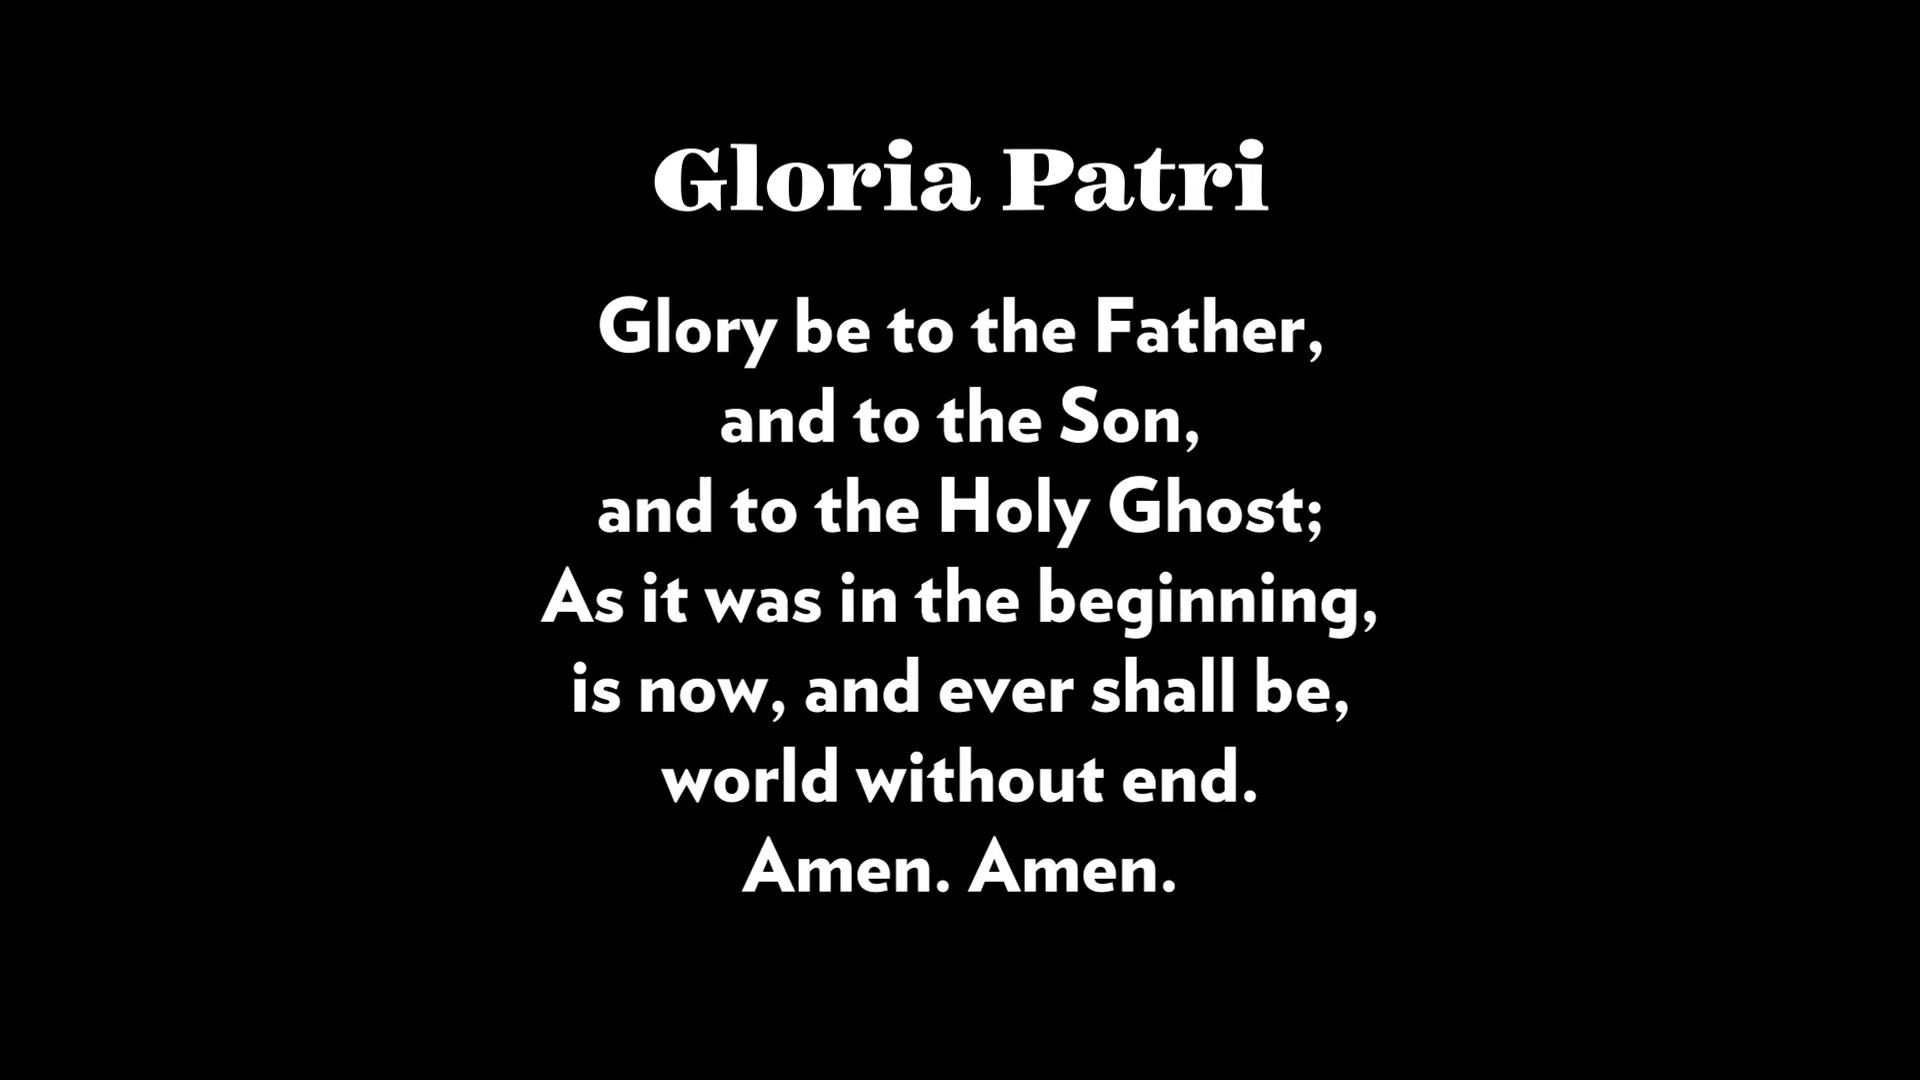 Gloria Patri
Glory be to the Father,
and to the Son,
and to the Holy Ghost;
As it was in the beginning,
is now, and ever shall be,
world without end.
Amen. Amen.